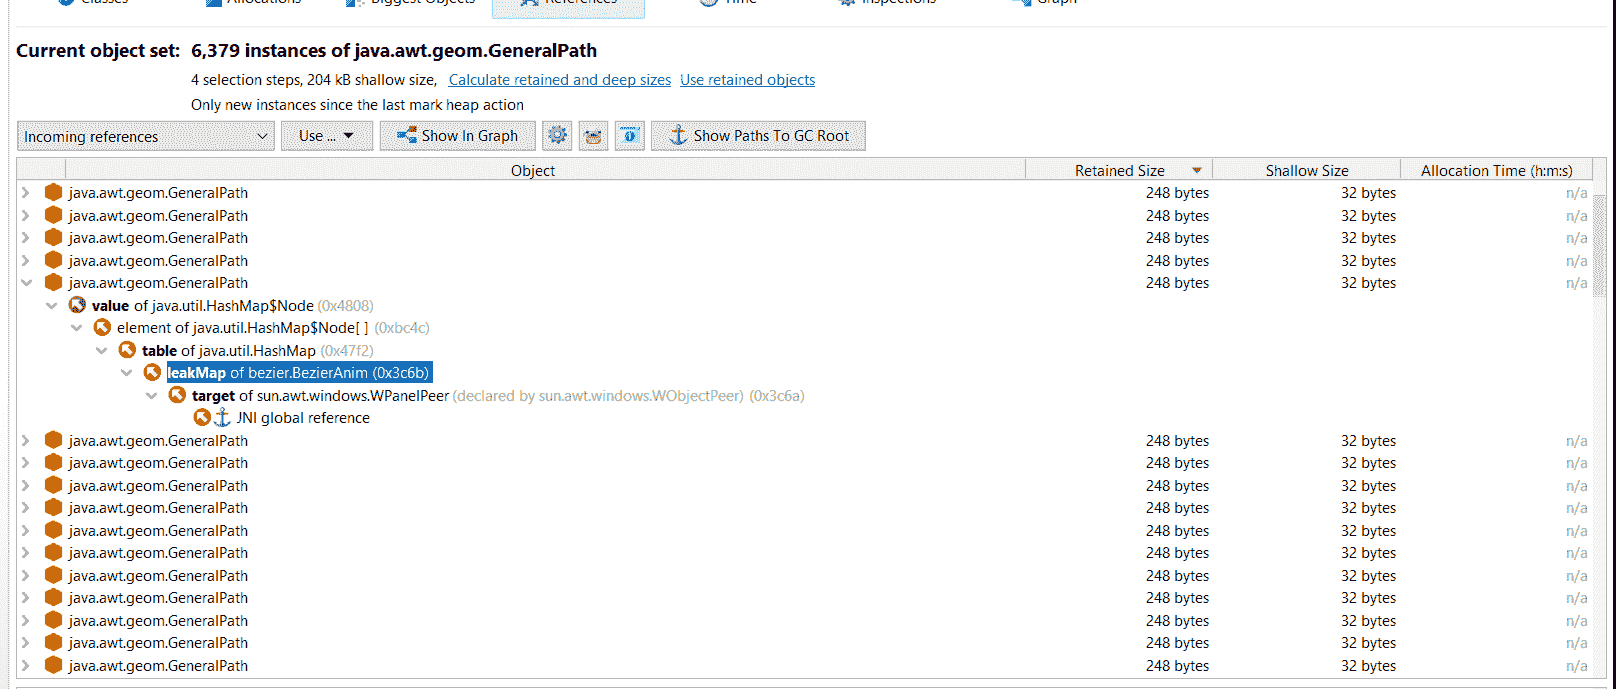 Classes Allocations Biggest Objects References Time Inspections Graph
Current object set: 6,379 instances of java.awt.geom.GeneralPath
4 selection steps, 204 kB shallow size, Calculate retained and deep sizes Use retained objects
Only new instances since the last mark heap action
Incoming references Use ... Show In Graph Show Paths To GC Root
Object Retained Size Shallow Size Allocation Time (h:m:s)
java.awt.geom.GeneralPath 248 bytes 32 bytes n/a
java.awt.geom.GeneralPath 248 bytes 32 bytes n/a
java.awt.geom.GeneralPath 248 bytes 32 bytes n/a
java.awt.geom.GeneralPath 248 bytes 32 bytes n/a
java.awt.geom.GeneralPath 248 bytes 32 bytes n/a
value of java.util.HashMap$Node (0x4808)
element of java.util.HashMap$Node[ ] (0xbc4c)
table of java.util.HashMap (0x47f2)
leakMap of bezier.BezierAnim (0x3c6b)
target of sun.awt.windows.WPanelPeer (declared by sun.awt.windows.WObjectPeer) (0x3c6a)
JNI global reference
java.awt.geom.GeneralPath 248 bytes 32 bytes n/a
java.awt.geom.GeneralPath 248 bytes 32 bytes n/a
java.awt.geom.GeneralPath 248 bytes 32 bytes n/a
java.awt.geom.GeneralPath 248 bytes 32 bytes n/a
java.awt.geom.GeneralPath 248 bytes 32 bytes n/a
java.awt.geom.GeneralPath 248 bytes 32 bytes n/a
java.awt.geom.GeneralPath 248 bytes 32 bytes n/a
java.awt.geom.GeneralPath 248 bytes 32 bytes n/a
java.awt.geom.GeneralPath 248 bytes 32 bytes n/a
java.awt.geom.GeneralPath 248 bytes 32 bytes n/a
java.awt.geom.GeneralPath 248 bytes 32 bytes n/a